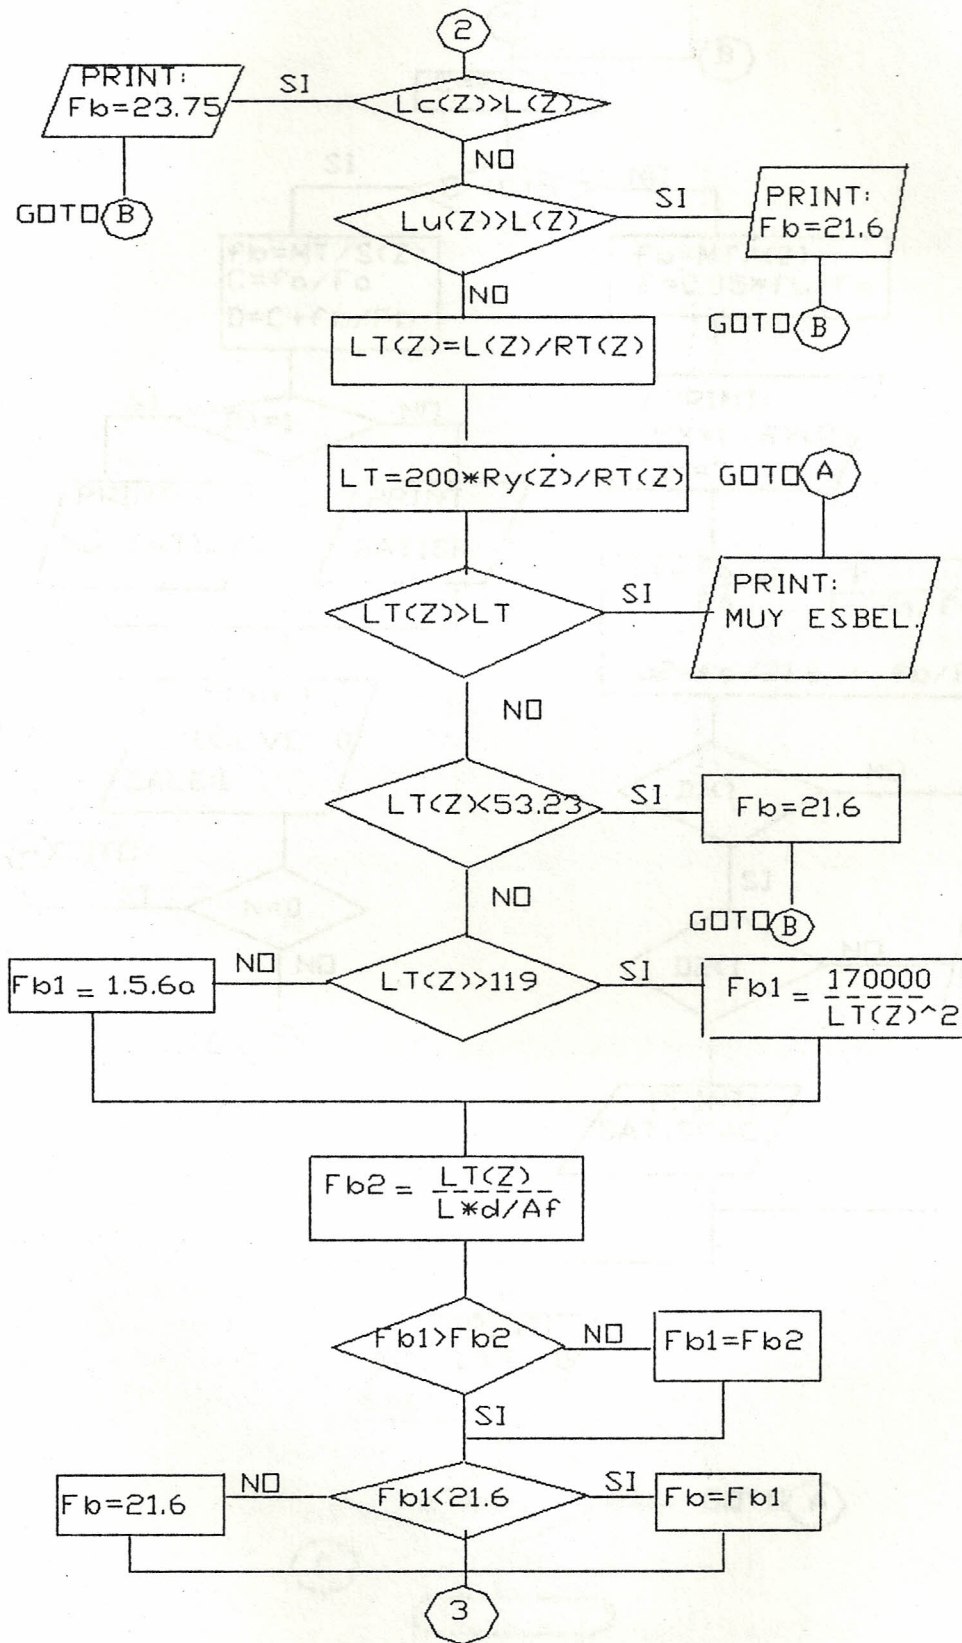 2
PRINT:
Fb=23.75
SI
Lc(Z)>>L(Z)
NO
GOTO B
Lu(Z)>>L(Z)
SI
PRINT:
Fb=21.6
NO
GOTO B
LT(Z)=L(Z)/RT(Z)
LT=200*Ry(Z)/RT(Z)
GOTO A
LT(Z)>>LT
SI
PRINT:
MUY ESBEL.
NO
LT(Z)<53.23
SI
Fb=21.6
NO
GOTO B
Fb1 = 1.5.6a
NO
LT(Z)>119
SI
Fb1 = 170000
LT(Z)^2
Fb2 = LT(Z)
L*d/Af
Fb1>Fb2
NO
Fb1=Fb2
SI
Fb=21.6
NO
Fb1<21.6
SI
Fb=Fb1
3